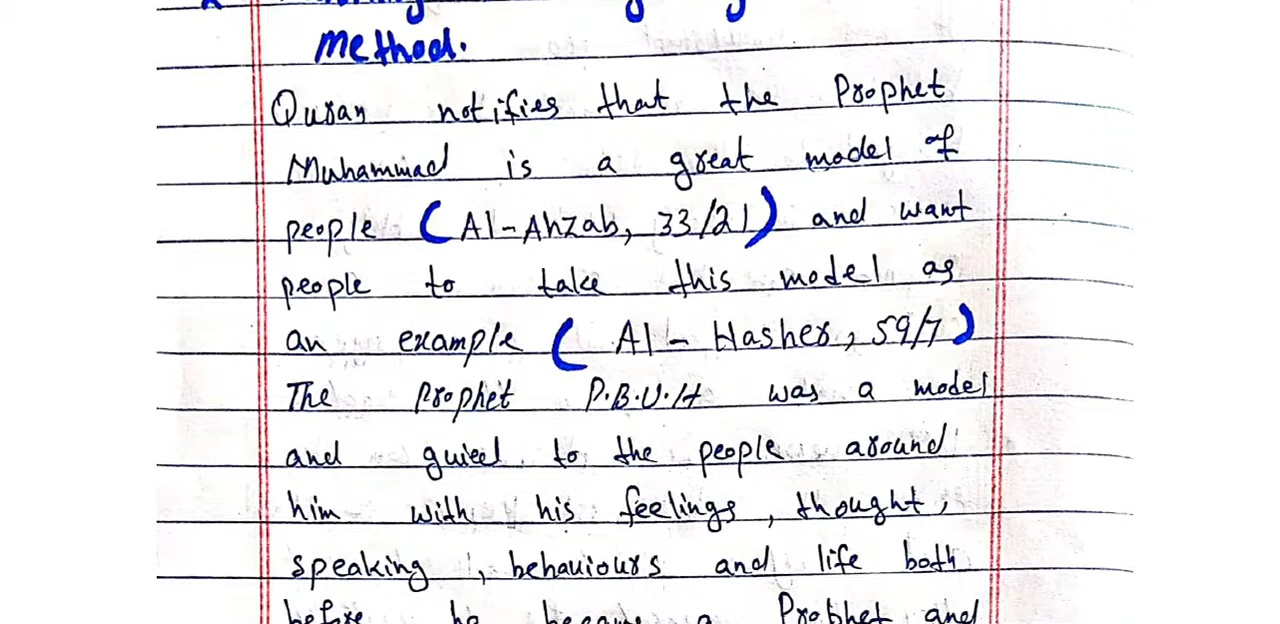 method.
Quran notifies that the Prophet
Muhammad is a great model of
people (Al-Ahzab, 33/21) and want
people to take this model as
an example ( Al - Hasher, 59/7)
The Prophet P.B.U.H was a model
and guied to the people around
him with his feelings, thought,
speaking, behaviours and life both
before he became a Prophet and